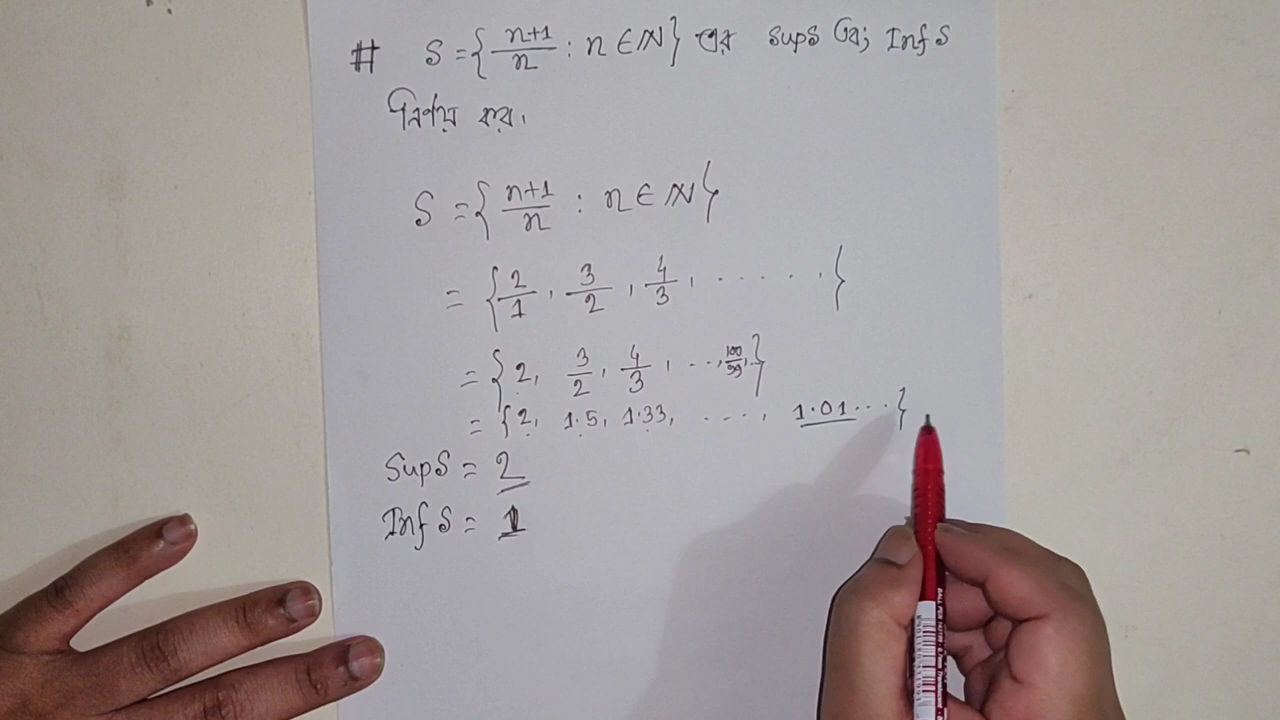 # S = { n+1/n : n ∈ ℕ } এর Sup S এবং Inf S
নির্ণয় কর।
S = { n+1/n : n ∈ ℕ }
= { 2/1, 3/2, 4/3, ...... }
= { 2, 3/2, 4/3, ..., 100/99, .. }
= { 2, 1.5, 1.33, ...., 1.01... }
Sup S = 2
Inf S = 1